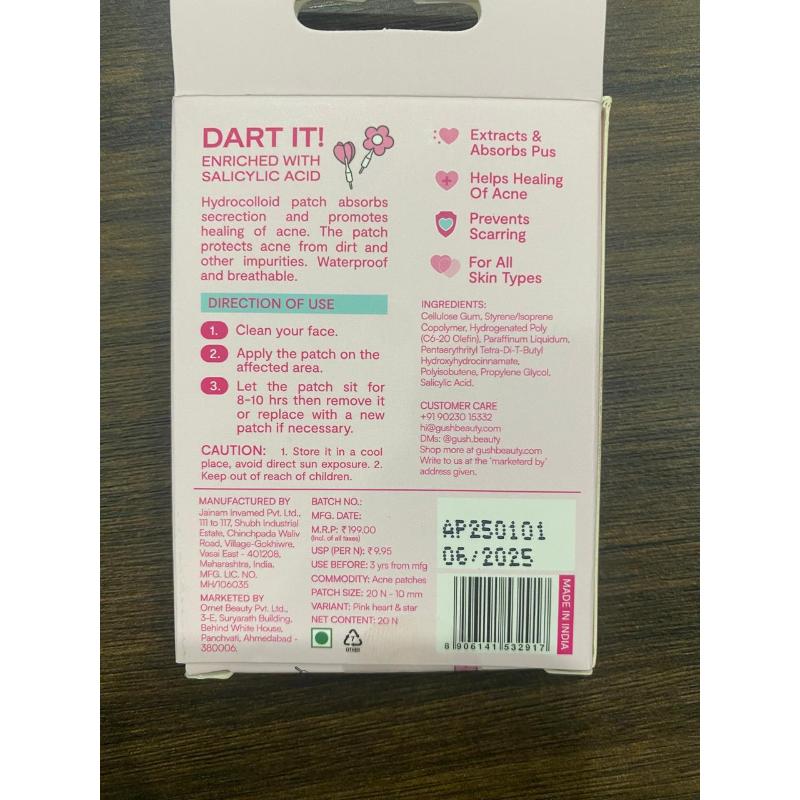 DART IT!
ENRICHED WITH
SALICYLIC ACID
Hydrocolloid patch absorbs
secrection and promotes
healing of acne. The patch
protects acne from dirt and
other impurities. Waterproof
and breathable.
DIRECTION OF USE
1. Clean your face.
2. Apply the patch on the
affected area.
3. Let the patch sit for
8-10 hrs then remove it
or replace with a new
patch if necessary.
CAUTION: 1. Store it in a cool
place, avoid direct sun exposure. 2.
Keep out of reach of children.
Extracts &
Absorbs Pus
Helps Healing
Of Acne
Prevents
Scarring
For All
Skin Types
INGREDIENTS:
Cellulose Gum, Styrene/Isoprene
Copolymer, Hydrogenated Poly
(C6-20 Olefin), Paraffinum Liquidum,
Pentaerythrityl Tetra-Di-T-Butyl
Hydroxyhydrocinnamate,
Polyisobutene, Propylene Glycol,
Salicylic Acid.
CUSTOMER CARE
+91 90230 15332
hi@gushbeauty.com
DMs: @gush.beauty
Shop more at gushbeauty.com
Write to us at the 'marketerd by'
address given.
MANUFACTURED BY
Jainam Invamed Pvt. Ltd.,
111 to 117, Shubh Industrial
Estate, Chinchpada Waliv
Road, Village-Gokhiwre,
Vasai East - 401208,
Maharashtra, India.
MFG. LIC. NO.
MH/106035
MARKETED BY
Ornet Beauty Pvt. Ltd.,
3-E, Suryarath Building,
Behind White House,
Panchvati, Ahmedabad -
380006.
BATCH NO.:
MFG. DATE:
M.R.P: ₹199.00
(Incl. of all taxes)
USP (PER N): ₹9.95
USE BEFORE: 3 yrs from mfg
COMMODITY: Acne patches
PATCH SIZE: 20 N - 10 mm
VARIANT: Pink heart & star
NET CONTENT: 20 N
7
OTHER
AP250101
06/2025
8 906141 532917
MADE IN INDIA